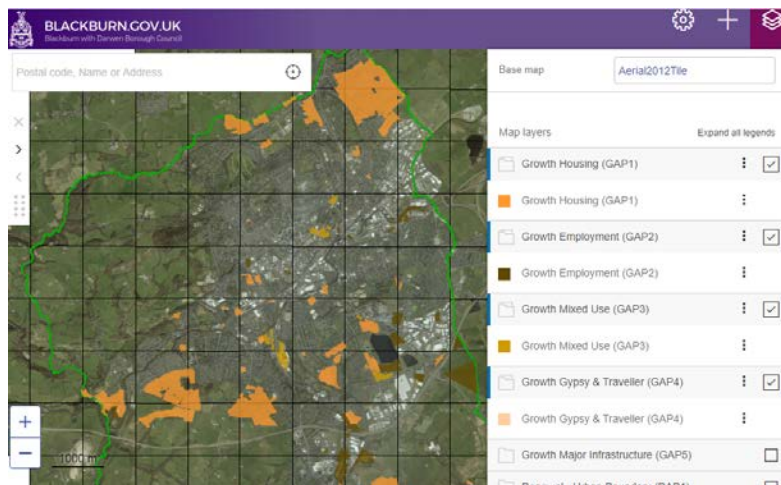 BLACKBURN.GOV.UK
Blackburn with Darwen Borough Council
Postal code, Name or Address
Base map
Aerial2012Tile
Map layers
Expand all legends
Growth Housing (GAP1)
Growth Housing (GAP1)
Growth Employment (GAP2)
Growth Employment (GAP2)
Growth Mixed Use (GAP3)
Growth Mixed Use (GAP3)
Growth Gypsy & Traveller (GAP4)
Growth Gypsy & Traveller (GAP4)
Growth Major Infrastructure (GAP5)
1000 m